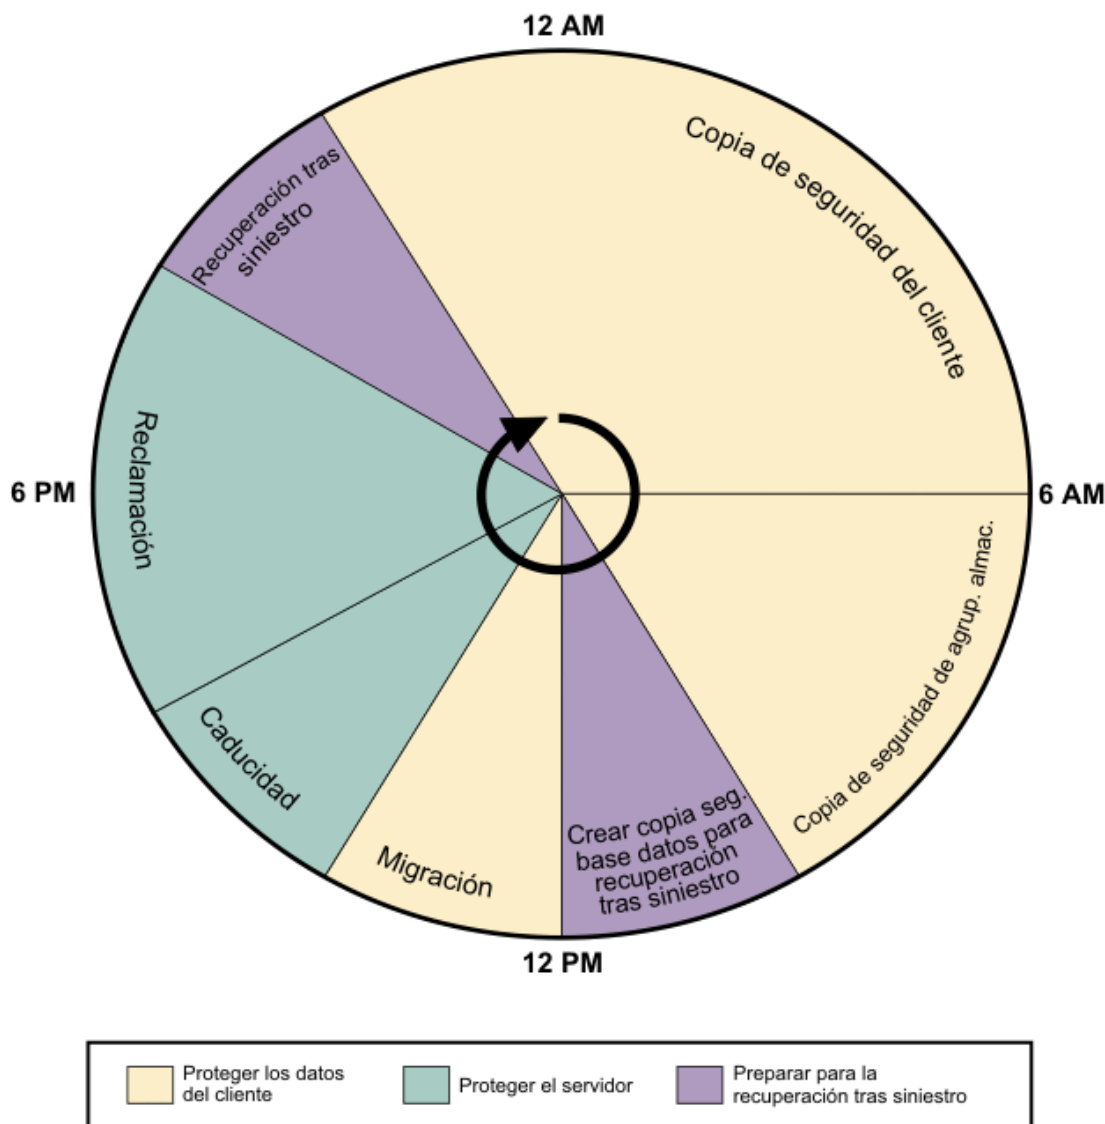 12 AM
Copia de seguridad del cliente
Recuperación tras
siniestro
Reclamación
6 PM
6 AM
Copia de seguridad de agrup. almac.
Caducidad
Migración
Crear copia seg.
base datos para
recuperación
tras siniestro
12 PM
Proteger los datos
del cliente
Proteger el servidor
Preparar para la
recuperación tras siniestro